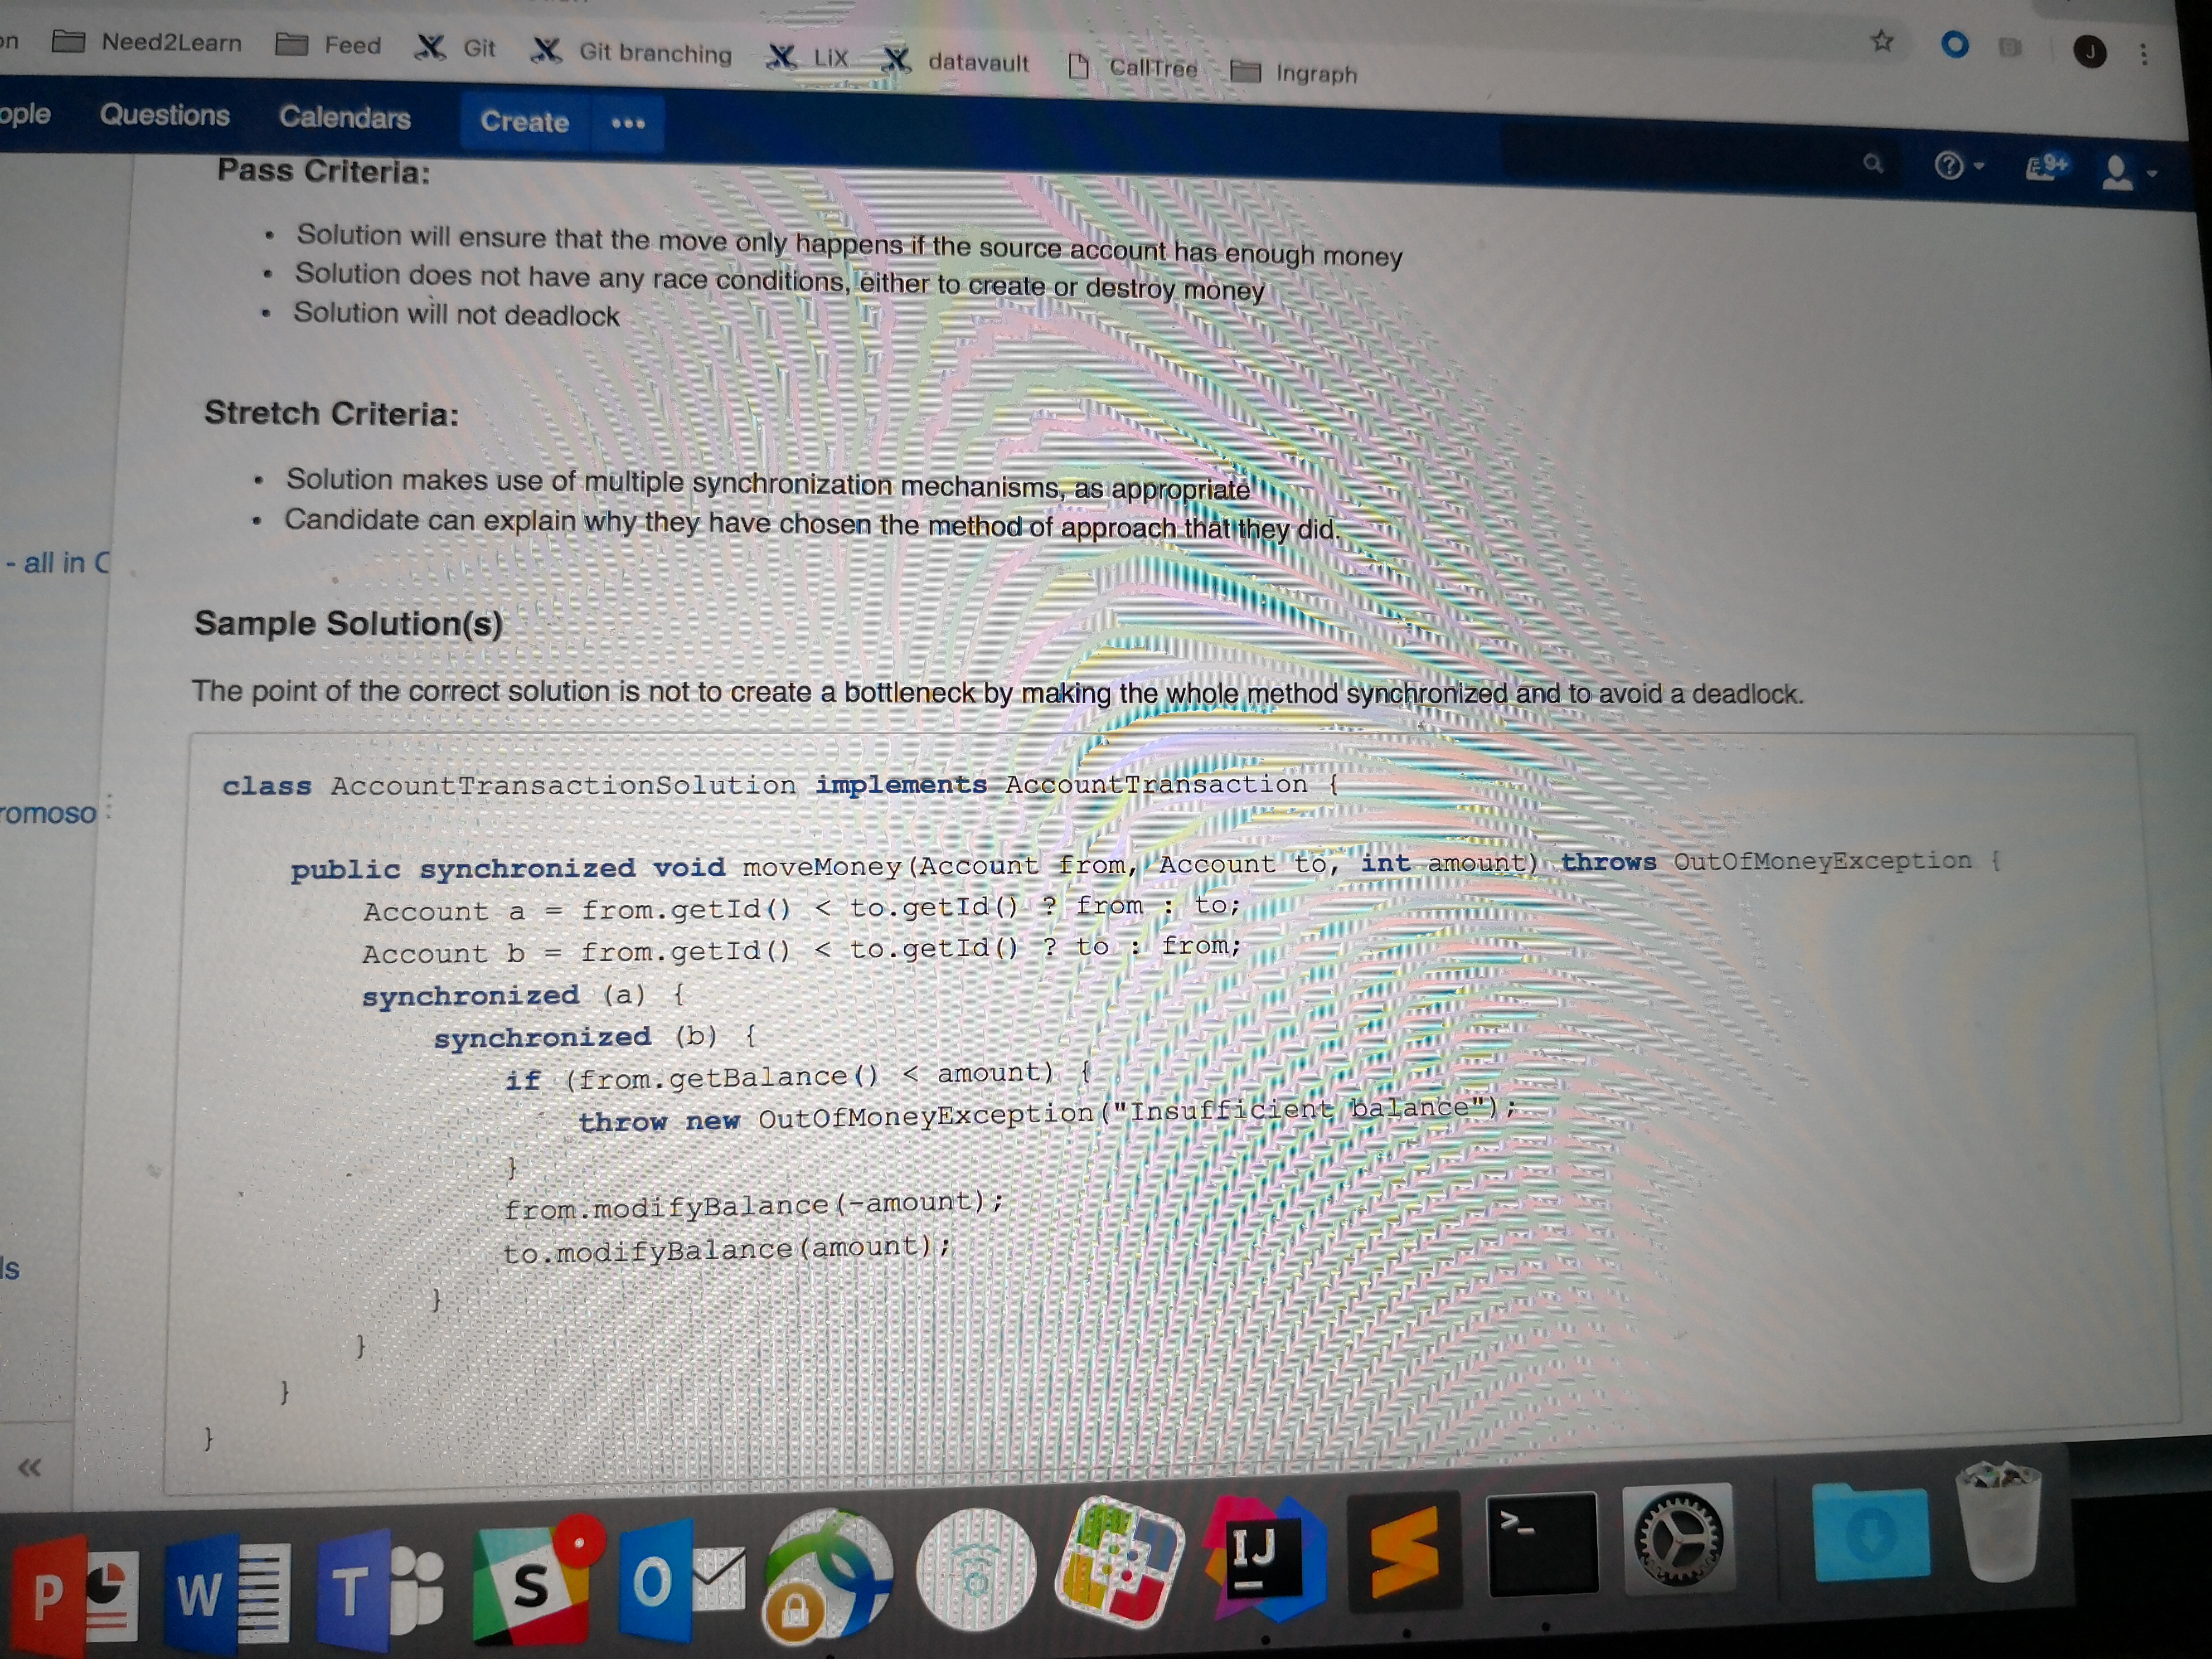 on Need2Learn Feed Git Git branching LiX datavault CallTree Ingraph J
ople Questions Calendars Create ••• 9+
Pass Criteria:
• Solution will ensure that the move only happens if the source account has enough money
• Solution does not have any race conditions, either to create or destroy money
• Solution will not deadlock
Stretch Criteria:
• Solution makes use of multiple synchronization mechanisms, as appropriate
• Candidate can explain why they have chosen the method of approach that they did.
- all in C
Sample Solution(s)
The point of the correct solution is not to create a bottleneck by making the whole method synchronized and to avoid a deadlock.
class AccountTransactionSolution implements AccountTransaction {
romoso
public synchronized void moveMoney(Account from, Account to, int amount) throws OutOfMoneyException {
Account a = from.getId() < to.getId() ? from : to;
Account b = from.getId() < to.getId() ? to : from;
synchronized (a) {
synchronized (b) {
if (from.getBalance() < amount) {
throw new OutOfMoneyException("Insufficient balance");
}
from.modifyBalance(-amount);
to.modifyBalance(amount);
ls
}
}
}
}
«
P W T S O IJ S >_